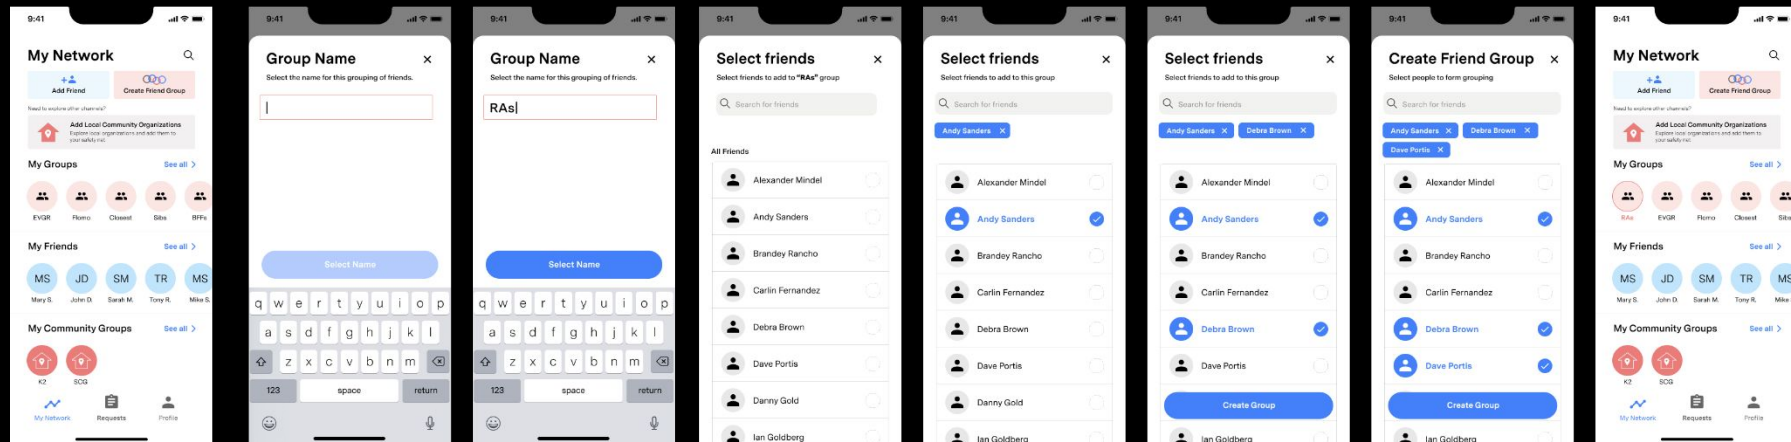 9:41
My Network
Add Friend
Create Friend Group
Need to explore other channels?
Add Local Community Organizations
Explore local organizations and add them to
your safety net
My Groups
See all >
EVGR Flomo Closest Sibs BFFs
My Friends
See all >
MS JD SM TR MS
Mary S. John D. Sarah M. Tony R. Mike S.
My Community Groups
See all >
K2 SCG
My Network Requests Profile
9:41
Group Name
Select the name for this grouping of friends.
Select Name
q w e r t y u i o p
a s d f g h j k l
z x c v b n m
123 space return
9:41
Group Name
Select the name for this grouping of friends.
RAs
Select Name
q w e r t y u i o p
a s d f g h j k l
z x c v b n m
123 space return
9:41
Select friends
Select friends to add to "RAs" group
Search for friends
All Friends
Alexander Mindel
Andy Sanders
Brandey Rancho
Carlin Fernandez
Debra Brown
Dave Portis
Danny Gold
Ian Goldberg
9:41
Select friends
Select friends to add to this group
Search for friends
Andy Sanders X
Alexander Mindel
Andy Sanders
Brandey Rancho
Carlin Fernandez
Debra Brown
Dave Portis
Danny Gold
Ian Goldberg
9:41
Select friends
Select friends to add to this group
Search for friends
Andy Sanders X Debra Brown X
Alexander Mindel
Andy Sanders
Brandey Rancho
Carlin Fernandez
Debra Brown
Dave Portis
Create Group
Ian Goldberg
9:41
Create Friend Group
Select people to form grouping
Search for friends
Andy Sanders X Debra Brown X
Dave Portis X
Alexander Mindel
Andy Sanders
Brandey Rancho
Carlin Fernandez
Debra Brown
Dave Portis
Create Group
Ian Goldberg
9:41
My Network
Add Friend
Create Friend Group
Need to explore other channels?
Add Local Community Organizations
Explore local organizations and add them to
your safety net
My Groups
See all >
RAs EVGR Flomo Closest Sibs
My Friends
See all >
MS JD SM TR MS
Mary S. John D. Sarah M. Tony R. Mike
My Community Groups
See all >
K2 SCG
My Network Requests Profile